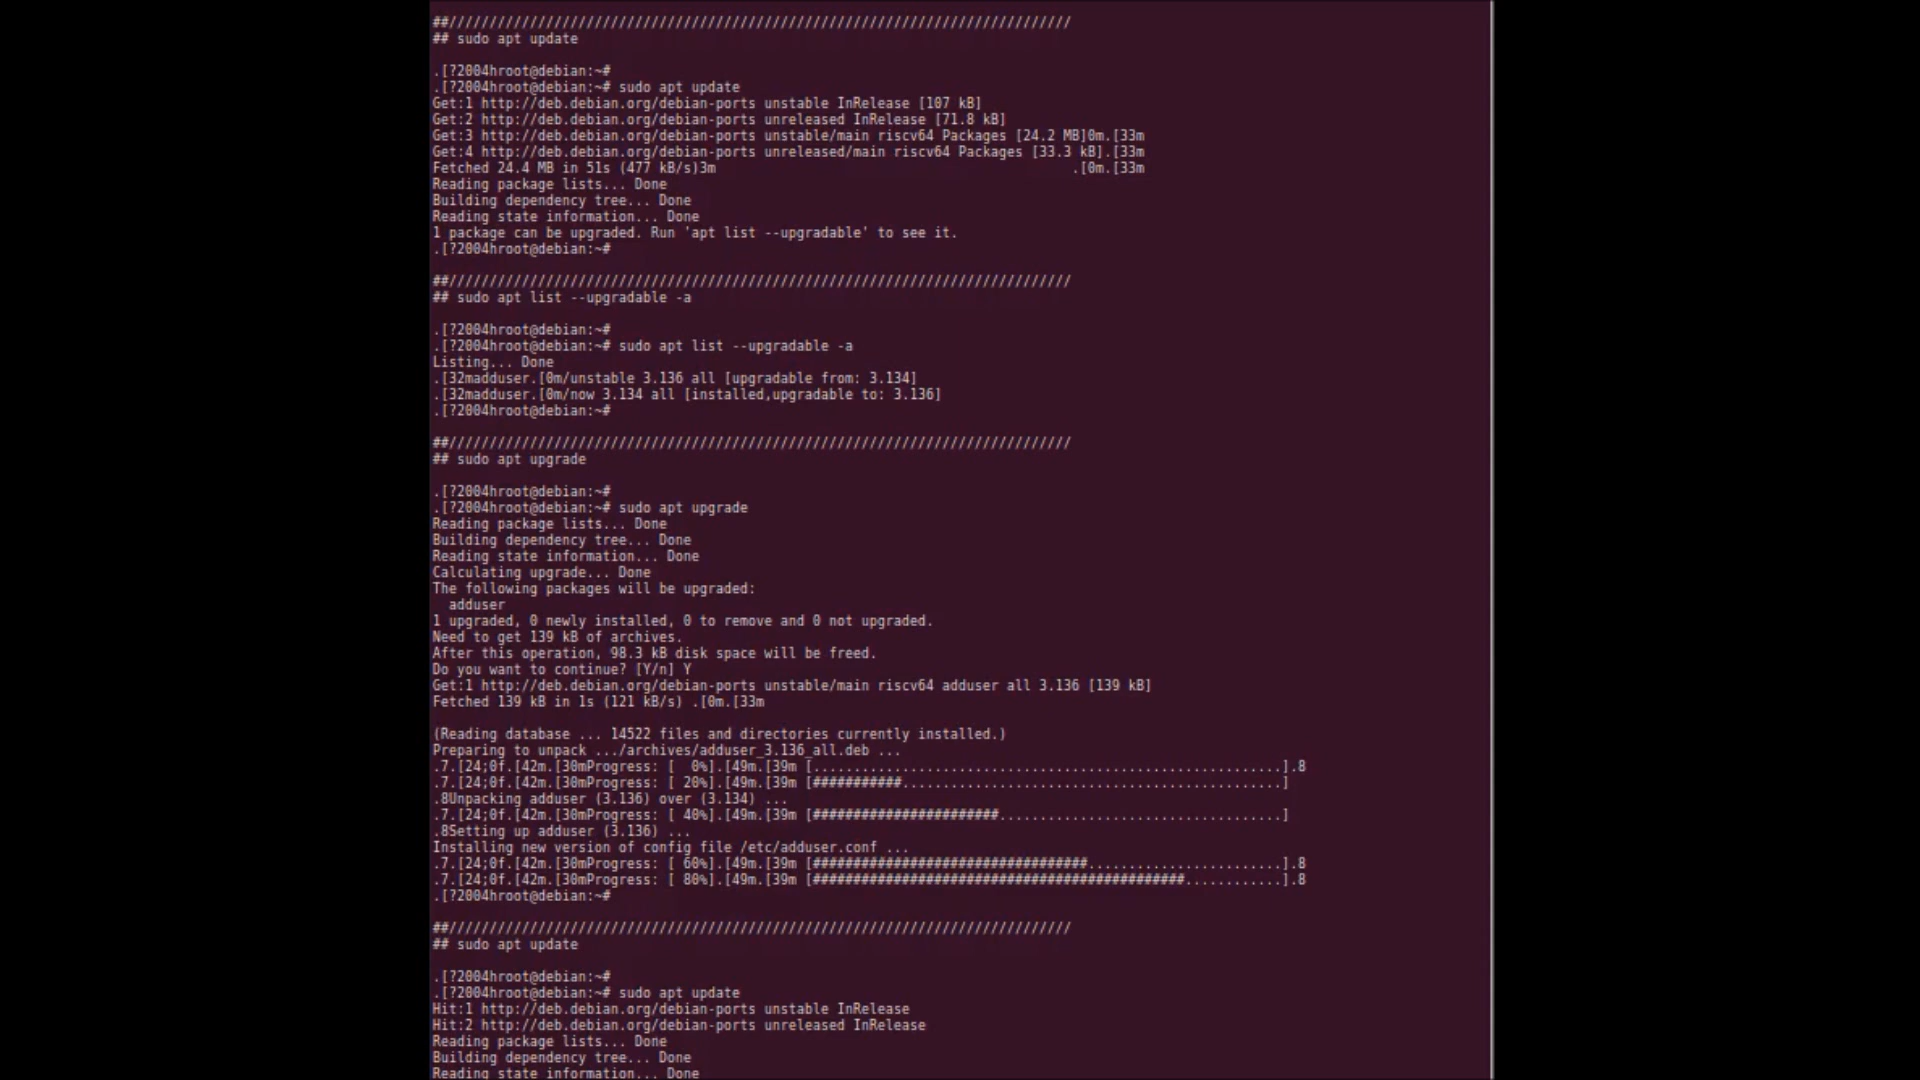 ##/////////////////////////////////////////////////////////////////////////////
## sudo apt update
.[?2004hroot@debian:~#
.[?2004hroot@debian:~# sudo apt update
Get:1 http://deb.debian.org/debian-ports unstable InRelease [107 kB]
Get:2 http://deb.debian.org/debian-ports unreleased InRelease [71.8 kB]
Get:3 http://deb.debian.org/debian-ports unstable/main riscv64 Packages [24.2 MB]0m.[33m
Get:4 http://deb.debian.org/debian-ports unreleased/main riscv64 Packages [33.3 kB].[33m
Fetched 24.4 MB in 51s (477 kB/s)3m                                            .[0m.[33m
Reading package lists... Done
Building dependency tree... Done
Reading state information... Done
1 package can be upgraded. Run 'apt list --upgradable' to see it.
.[?2004hroot@debian:~#
##/////////////////////////////////////////////////////////////////////////////
## sudo apt list --upgradable -a
.[?2004hroot@debian:~#
.[?2004hroot@debian:~# sudo apt list --upgradable -a
Listing... Done
.[32madduser.[0m/unstable 3.136 all [upgradable from: 3.134]
.[32madduser.[0m/now 3.134 all [installed,upgradable to: 3.136]
.[?2004hroot@debian:~#
##/////////////////////////////////////////////////////////////////////////////
## sudo apt upgrade
.[?2004hroot@debian:~#
.[?2004hroot@debian:~# sudo apt upgrade
Reading package lists... Done
Building dependency tree... Done
Reading state information... Done
Calculating upgrade... Done
The following packages will be upgraded:
  adduser
1 upgraded, 0 newly installed, 0 to remove and 0 not upgraded.
Need to get 139 kB of archives.
After this operation, 98.3 kB disk space will be freed.
Do you want to continue? [Y/n] Y
Get:1 http://deb.debian.org/debian-ports unstable/main riscv64 adduser all 3.136 [139 kB]
Fetched 139 kB in 1s (121 kB/s) .[0m.[33m
(Reading database ... 14522 files and directories currently installed.)
Preparing to unpack .../archives/adduser_3.136_all.deb ...
.7.[24;0f.[42m.[30mProgress: [  0%].[49m.[39m [..........................................................].8
.7.[24;0f.[42m.[30mProgress: [ 20%].[49m.[39m [###########...............................................]
.8Unpacking adduser (3.136) over (3.134) ...
.7.[24;0f.[42m.[30mProgress: [ 40%].[49m.[39m [#######################...................................]
.8Setting up adduser (3.136) ...
Installing new version of config file /etc/adduser.conf ...
.7.[24;0f.[42m.[30mProgress: [ 60%].[49m.[39m [##################################........................].8
.7.[24;0f.[42m.[30mProgress: [ 80%].[49m.[39m [##############################################............].8
.[?2004hroot@debian:~#
##/////////////////////////////////////////////////////////////////////////////
## sudo apt update
.[?2004hroot@debian:~#
.[?2004hroot@debian:~# sudo apt update
Hit:1 http://deb.debian.org/debian-ports unstable InRelease
Hit:2 http://deb.debian.org/debian-ports unreleased InRelease
Reading package lists... Done
Building dependency tree... Done
Reading state information... Done